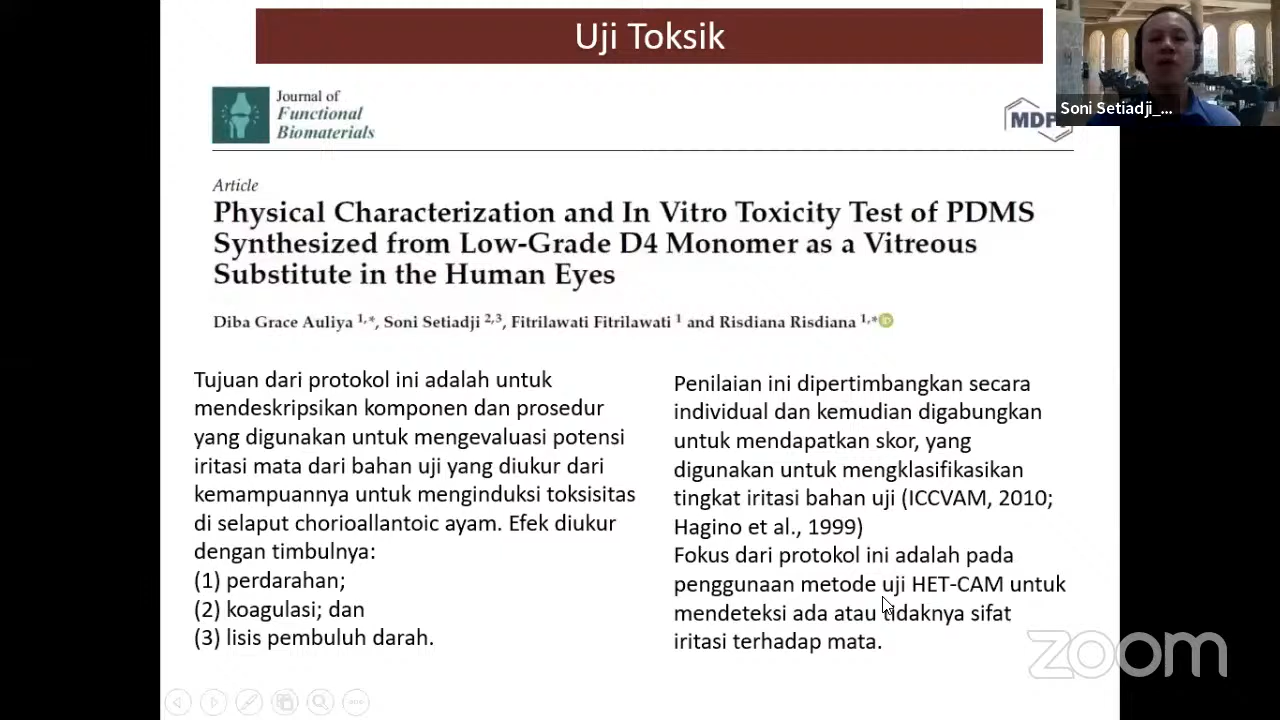 Uji Toksik
Soni Setiadji_...
Journal of
Functional
Biomaterials
MDP
Article
Physical Characterization and In Vitro Toxicity Test of PDMS
Synthesized from Low-Grade D4 Monomer as a Vitreous
Substitute in the Human Eyes
Diba Grace Auliya 1,*, Soni Setiadji 2,3, Fitrilawati Fitrilawati 1 and Risdiana Risdiana 1,*
Tujuan dari protokol ini adalah untuk
mendeskripsikan komponen dan prosedur
yang digunakan untuk mengevaluasi potensi
iritasi mata dari bahan uji yang diukur dari
kemampuannya untuk menginduksi toksisitas
di selaput chorioallantoic ayam. Efek diukur
dengan timbulnya:
(1) perdarahan;
(2) koagulasi; dan
(3) lisis pembuluh darah.
Penilaian ini dipertimbangkan secara
individual dan kemudian digabungkan
untuk mendapatkan skor, yang
digunakan untuk mengklasifikasikan
tingkat iritasi bahan uji (ICCVAM, 2010;
Hagino et al., 1999)
Fokus dari protokol ini adalah pada
penggunaan metode uji HET-CAM untuk
mendeteksi ada atau tidaknya sifat
iritasi terhadap mata.
zoom